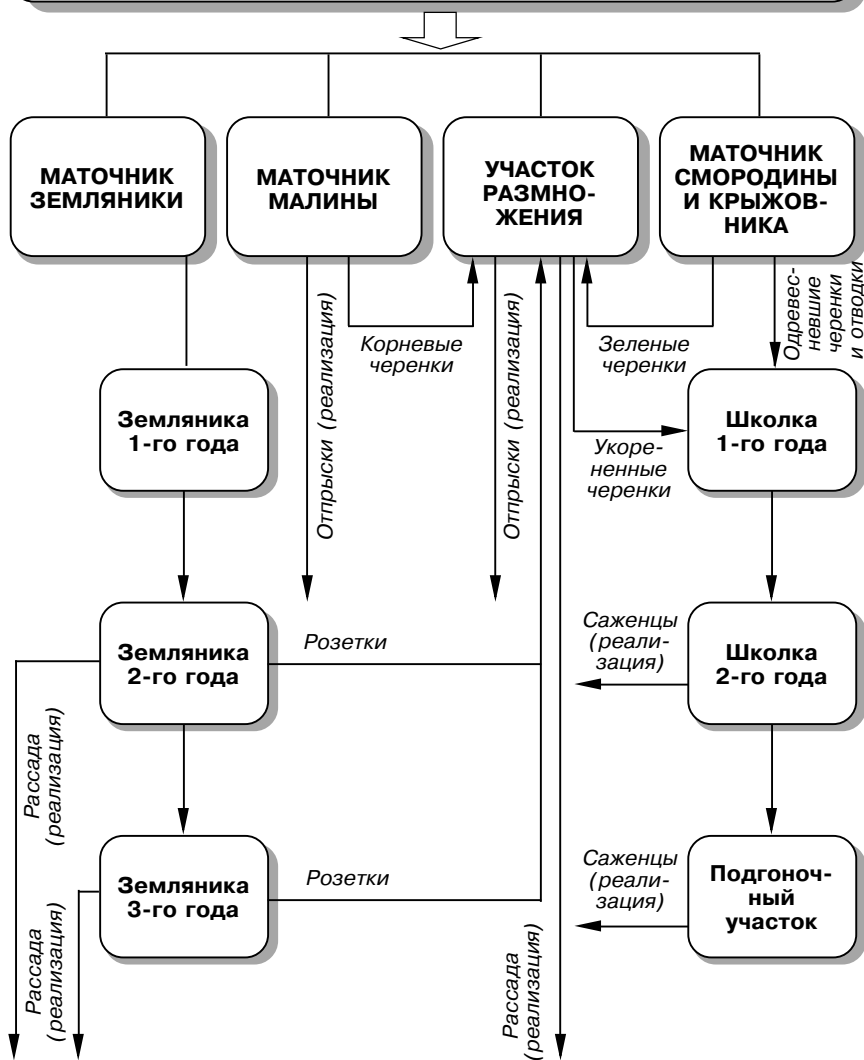 МАТОЧНИК
ЗЕМЛЯНИКИ
МАТОЧНИК
МАЛИНЫ
УЧАСТОК
РАЗМНО-
ЖЕНИЯ
МАТОЧНИК
СМОРОДИНЫ
И КРЫЖОВ-
НИКА
Отпрыски (реализация)
Корневые
черенки
Отпрыски (реализация)
Зеленые
черенки
Одревес-
невшие
черенки
и отводки
Земляника
1-го года
Укоре-
ненные
черенки
Школка
1-го года
Земляника
2-го года
Розетки
Саженцы
(реали-
зация)
Школка
2-го года
Рассада
(реализация)
Земляника
3-го года
Розетки
Саженцы
(реали-
зация)
Подгоноч-
ный
участок
Рассада
(реализация)
Рассада
(реализация)